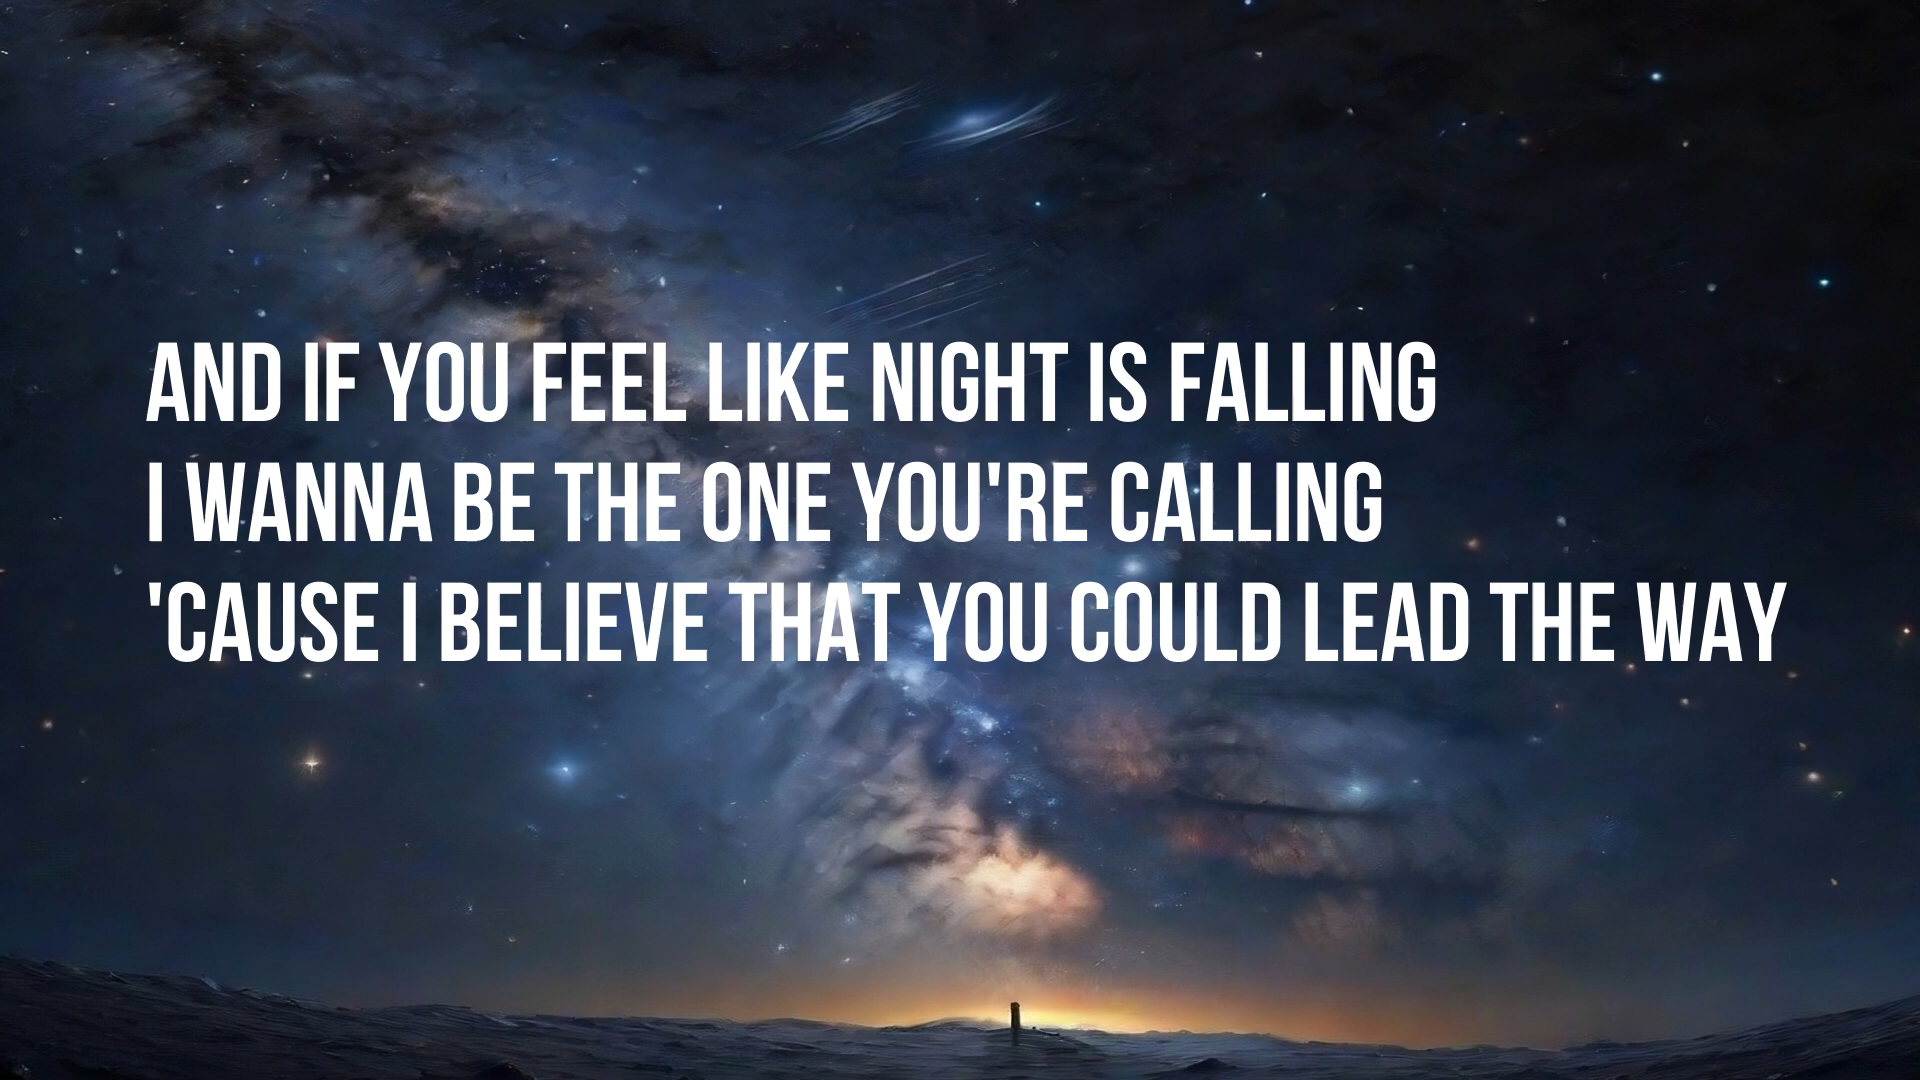 AND IF YOU FEEL LIKE NIGHT IS FALLING
I WANNA BE THE ONE YOU'RE CALLING
'CAUSE I BELIEVE THAT YOU COULD LEAD THE WAY